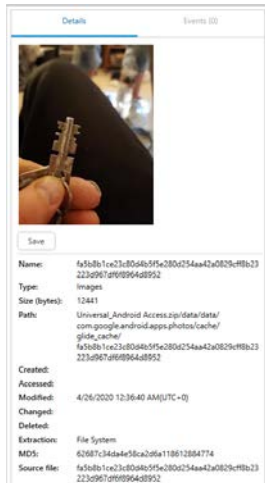 Details Events (0)
Save
Name: fa5b8b1ce23c80d4b5f5e280d254aa42a0829cff8b23
223d967df6f8964d8952
Type: Images
Size (bytes): 12441
Path: Universal_Android Access.zip/data/data/
com.google.android.apps.photos/cache/
glide_cache/
fa5b8b1ce23c80d4b5f5e280d254aa42a0829cff8b23
223d967df6f8964d8952
Created:
Accessed:
Modified: 4/26/2020 12:36:40 AM(UTC+0)
Changed:
Deleted:
Extraction: File System
MD5: 62687c34da4e58ca2d6a118612884774
Source file: fa5b8b1ce23c80d4b5f5e280d254aa42a0829cff8b23
223d967df6f8964d8952